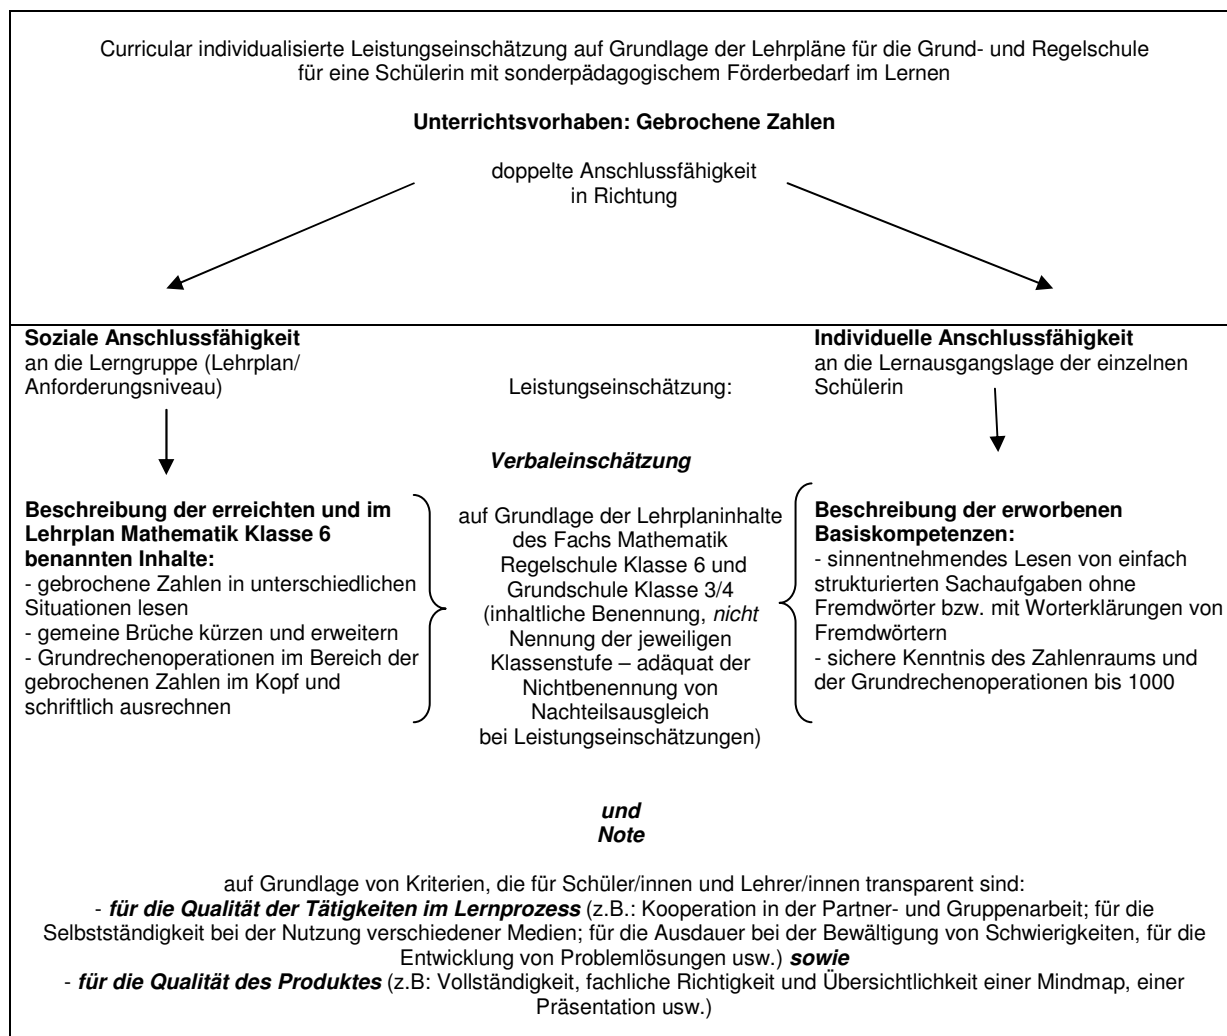 Curricular individualisierte Leistungseinschätzung auf Grundlage der Lehrpläne für die Grund- und Regelschule
für eine Schülerin mit sonderpädagogischem Förderbedarf im Lernen
Unterrichtsvorhaben: Gebrochene Zahlen
doppelte Anschlussfähigkeit
in Richtung
Soziale Anschlussfähigkeit
an die Lerngruppe (Lehrplan/
Anforderungsniveau)
Beschreibung der erreichten und im
Lehrplan Mathematik Klasse 6
benannten Inhalte:
- gebrochene Zahlen in unterschiedlichen
Situationen lesen
- gemeine Brüche kürzen und erweitern
- Grundrechenoperationen im Bereich der
gebrochenen Zahlen im Kopf und
schriftlich ausrechnen
Leistungseinschätzung:
Verbaleinschätzung
auf Grundlage der Lehrplaninhalte
des Fachs Mathematik
Regelschule Klasse 6 und
Grundschule Klasse 3/4
(inhaltliche Benennung, nicht
Nennung der jeweiligen
Klassenstufe – adäquat der
Nichtbenennung von
Nachteilsausgleich
bei Leistungseinschätzungen)
Individuelle Anschlussfähigkeit
an die Lernausgangslage der einzelnen
Schülerin
Beschreibung der erworbenen
Basiskompetenzen:
- sinnentnehmendes Lesen von einfach
strukturierten Sachaufgaben ohne
Fremdwörter bzw. mit Worterklärungen von
Fremdwörtern
- sichere Kenntnis des Zahlenraums und
der Grundrechenoperationen bis 1000
und
Note
auf Grundlage von Kriterien, die für Schüler/innen und Lehrer/innen transparent sind:
- für die Qualität der Tätigkeiten im Lernprozess (z.B.: Kooperation in der Partner- und Gruppenarbeit; für die
Selbstständigkeit bei der Nutzung verschiedener Medien; für die Ausdauer bei der Bewältigung von Schwierigkeiten, für die
Entwicklung von Problemlösungen usw.) sowie
- für die Qualität des Produktes (z.B: Vollständigkeit, fachliche Richtigkeit und Übersichtlichkeit einer Mindmap, einer
Präsentation usw.)